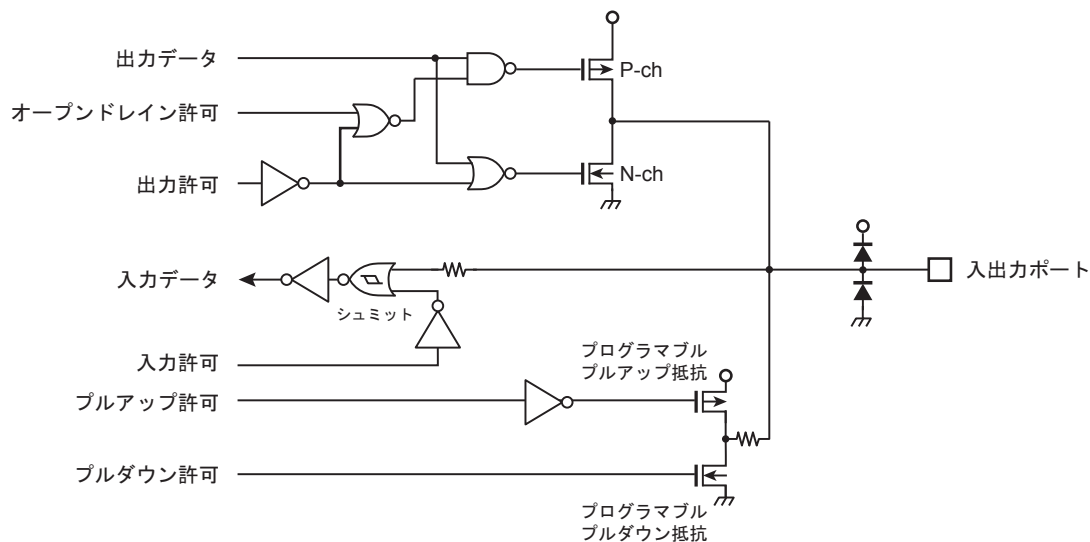 出力データ
P-ch
オープンドレイン許可
出力許可
N-ch
入力データ
シュミット
入出力ポート
入力許可
プログラマブル
プルアップ抵抗
プルアップ許可
プルダウン許可
プログラマブル
プルダウン抵抗